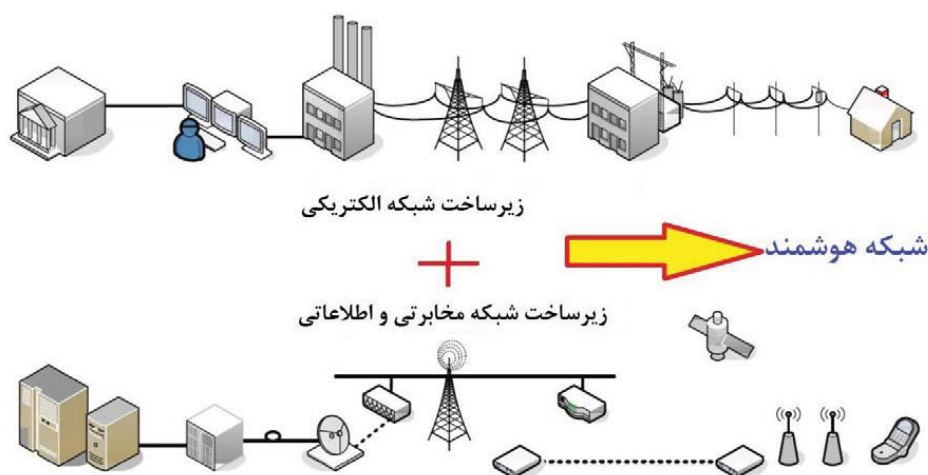 زیرساخت شبکه الکتریکی
+
شبکه هوشمند
زیرساخت شبکه مخابرتی و اطلاعاتی